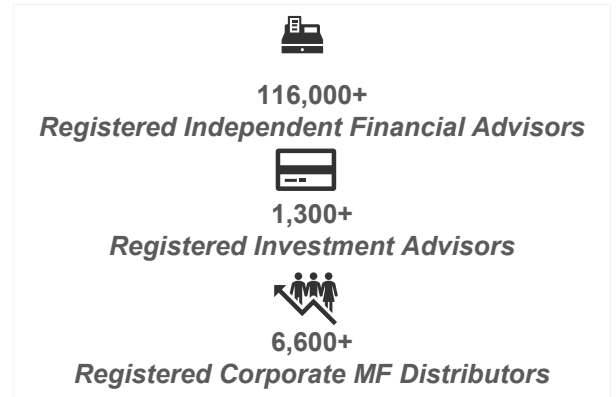 116,000+
Registered Independent Financial Advisors
1,300+
Registered Investment Advisors
6,600+
Registered Corporate MF Distributors